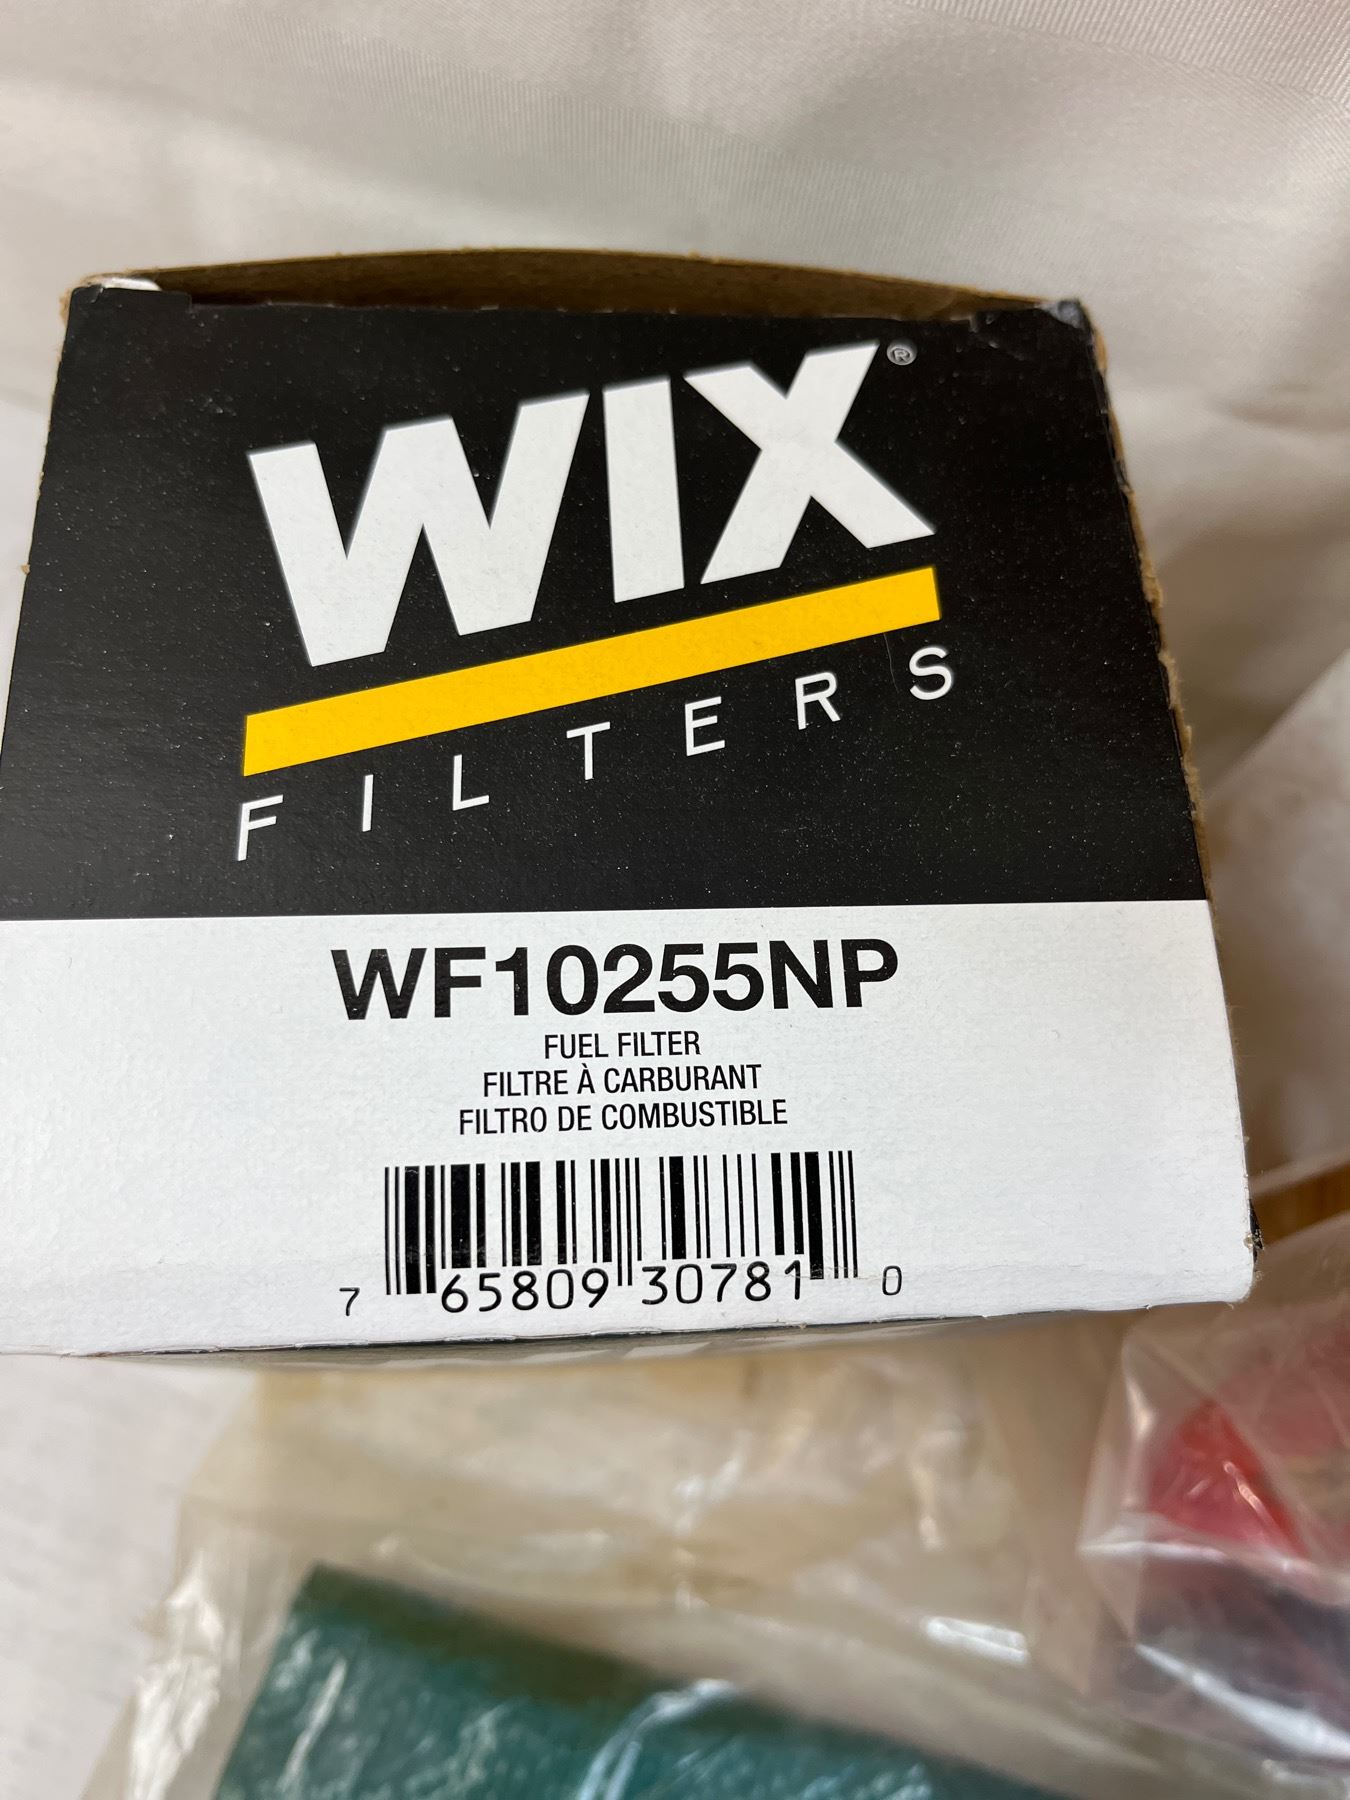 WIX®
FILTERS
WF10255NP
FUEL FILTER
FILTRE À CARBURANT
FILTRO DE COMBUSTIBLE
7 65809 30781 0